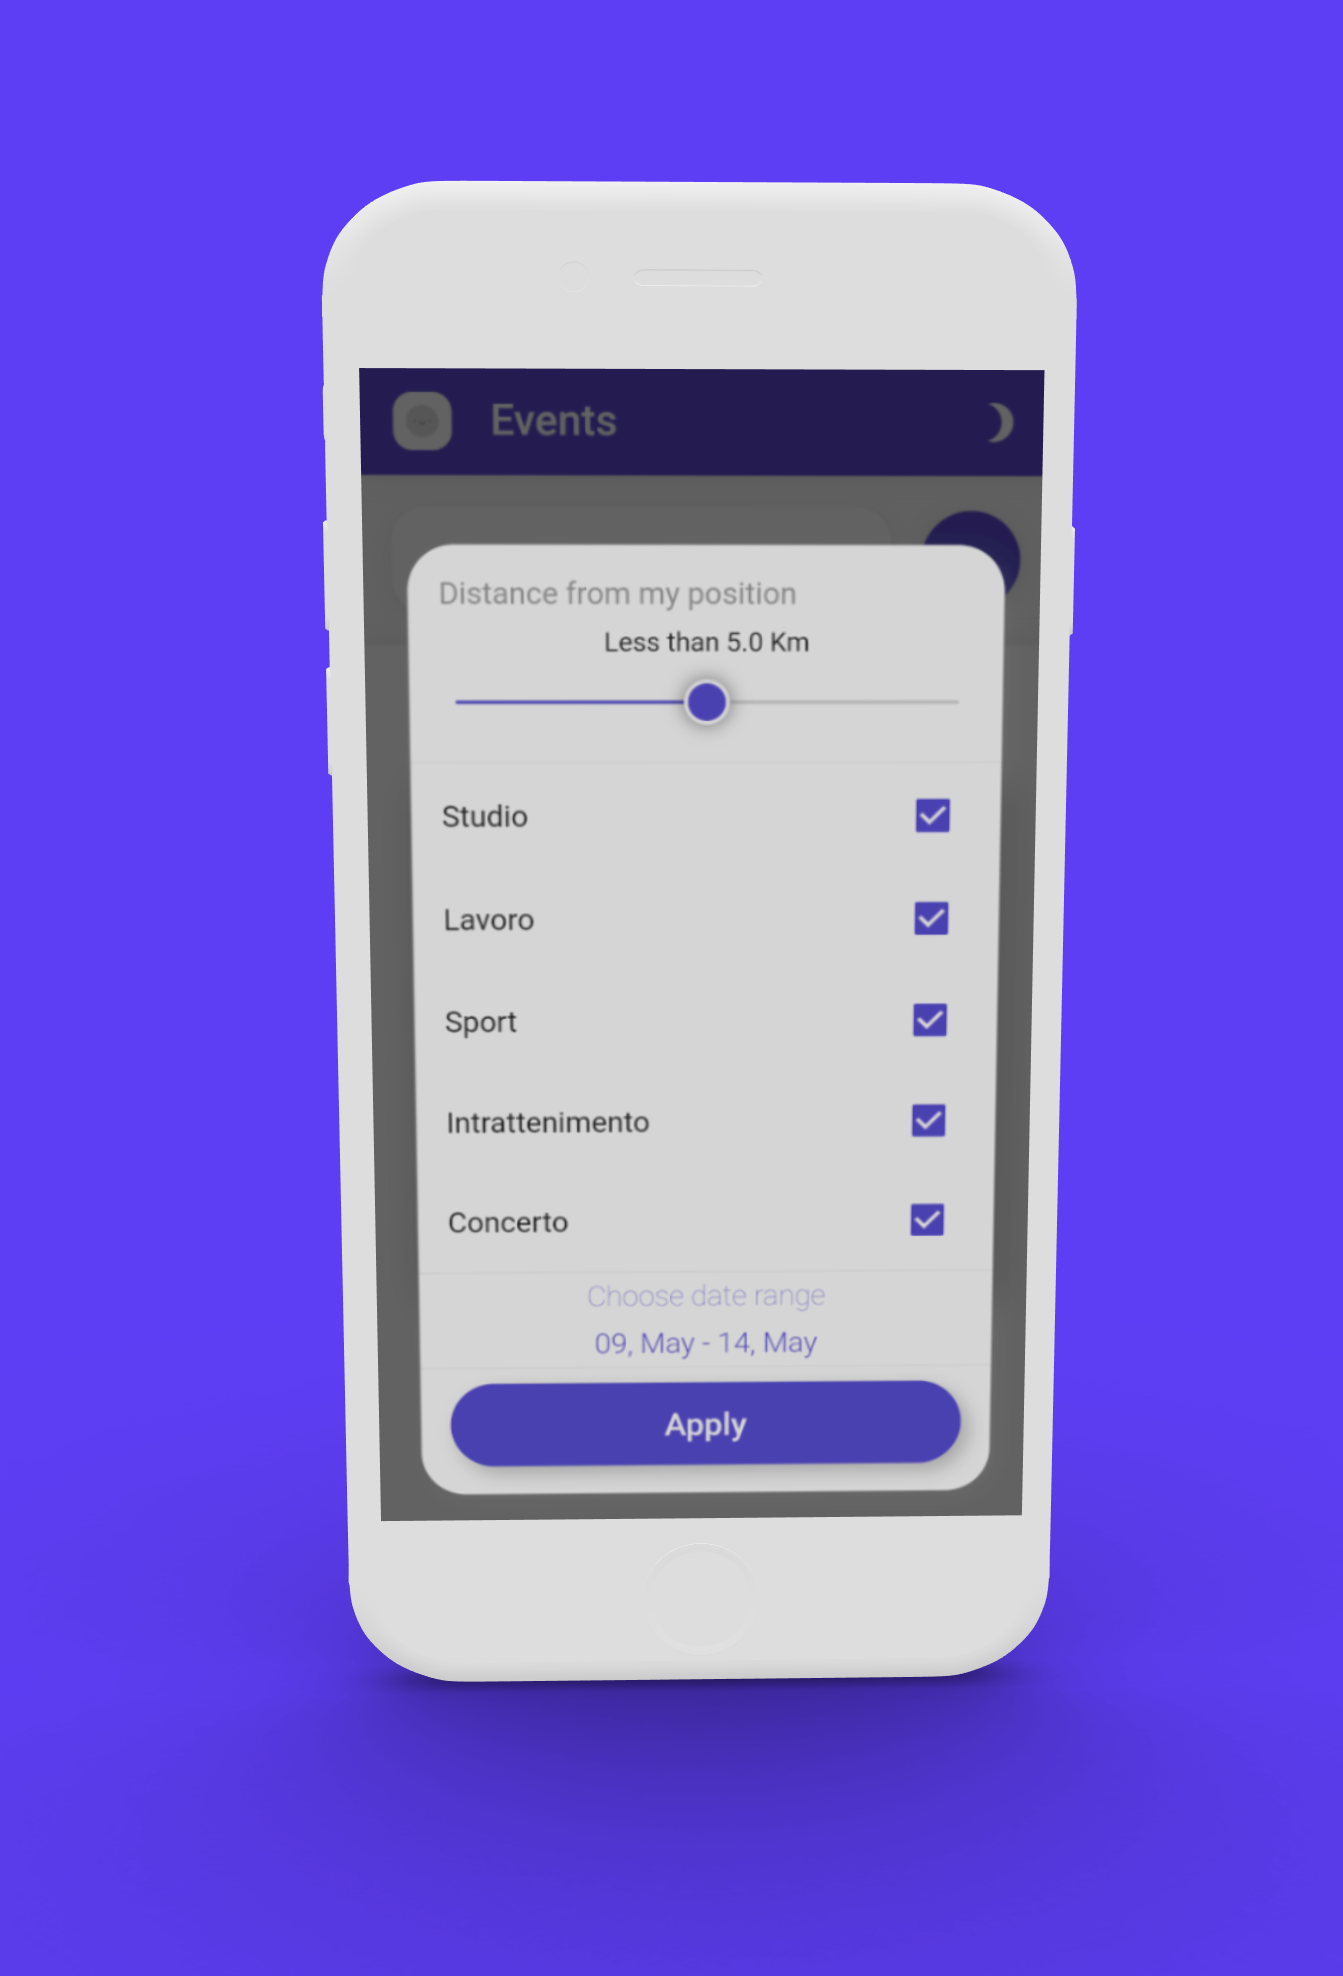 Events
Distance from my position
Less than 5.0 Km
Studio
Lavoro
Sport
Intrattenimento
Concerto
Choose date range
09, May - 14, May
Apply